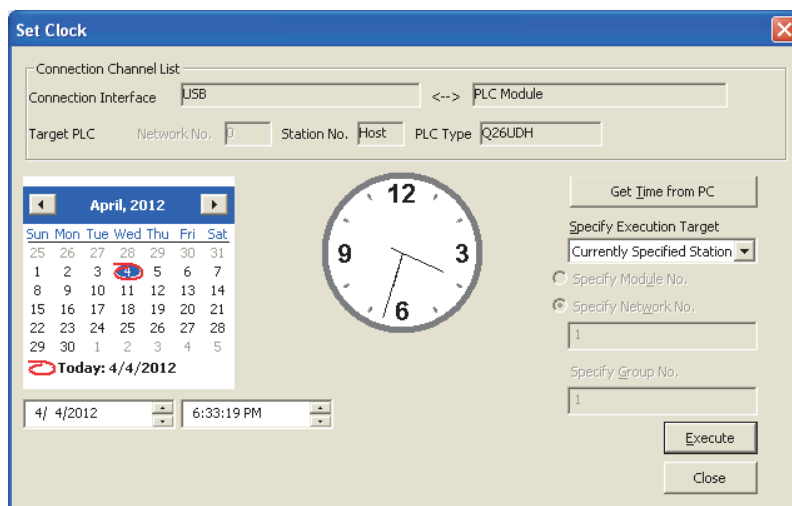 Set Clock
Connection Channel List
Connection Interface USB <--> PLC Module
Target PLC Network No. 0 Station No. Host PLC Type Q26UDH
April, 2012
Sun Mon Tue Wed Thu Fri Sat
25 26 27 28 29 30 31
1 2 3 4 5 6 7
8 9 10 11 12 13 14
15 16 17 18 19 20 21
22 23 24 25 26 27 28
29 30 1 2 3 4 5
Today: 4/4/2012
4/ 4/2012 6:33:19 PM
12
9 3
6
Get Time from PC
Specify Execution Target
Currently Specified Station
Specify Module No.
Specify Network No.
1
Specify Group No.
1
Execute
Close